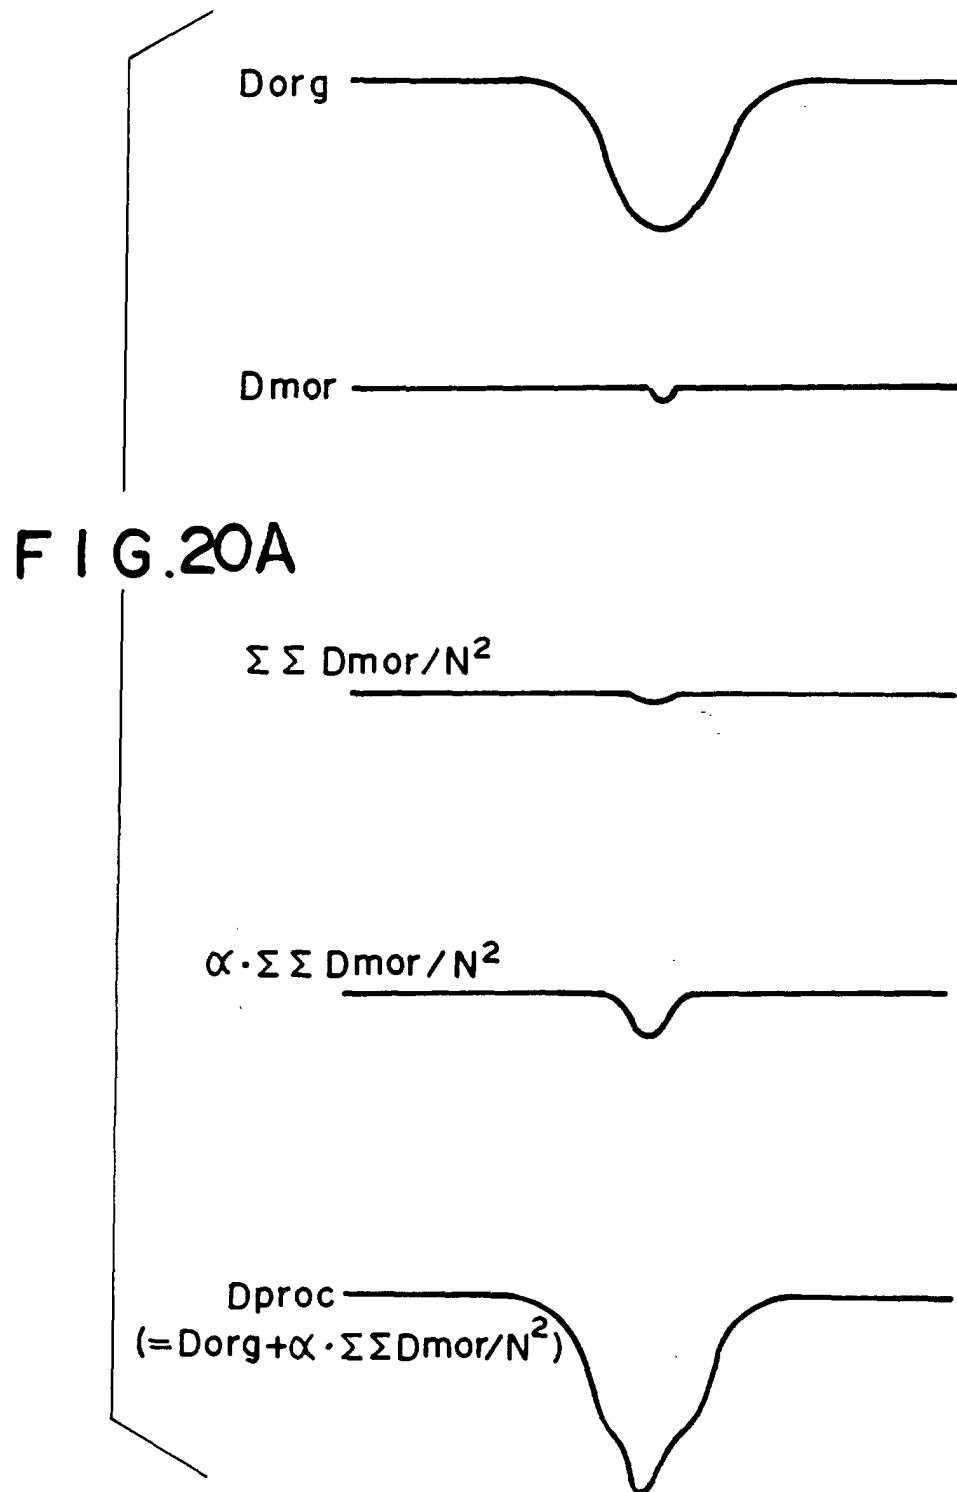 Dorg
Dmor
FIG.20A
ΣΣ Dmor/N²
α·ΣΣ Dmor/N²
Dproc
(=Dorg+α·ΣΣDmor/N²)